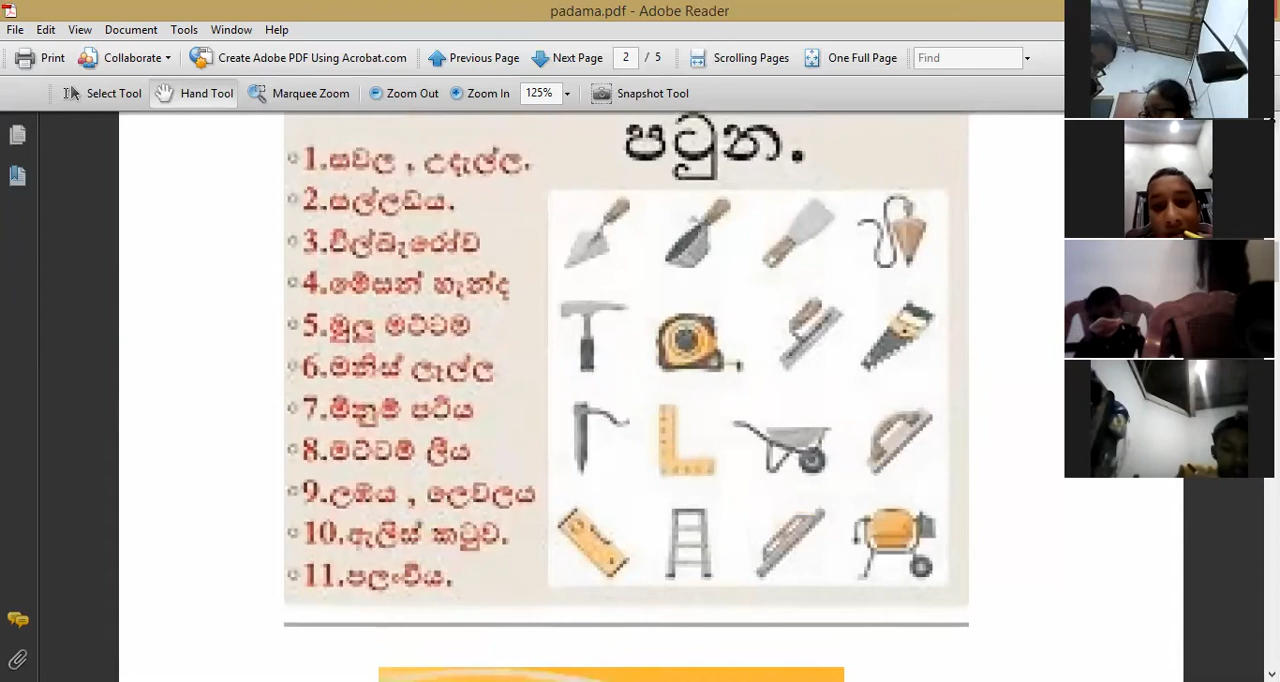 padama.pdf - Adobe Reader
File Edit View Document Tools Window Help
Print Collaborate Create Adobe PDF Using Acrobat.com Previous Page Next Page 2 / 5 Scrolling Pages One Full Page Find
Select Tool Hand Tool Marquee Zoom Zoom Out Zoom In 125% Snapshot Tool
පටුන.
1.සවල , උදැල්ල.
2.සල්ලඩය.
3.විල්බැරෝව
4.මේසන් හැන්ද
5.මුලු මට්ටම
6.මනිස් ලෑල්ල
7.මිනුම් පටිය
8.මට්ටම් ලීය
9.ලඹය , ලෙවලය
10.ඇලිස් කටුව.
11.පලංචිය.